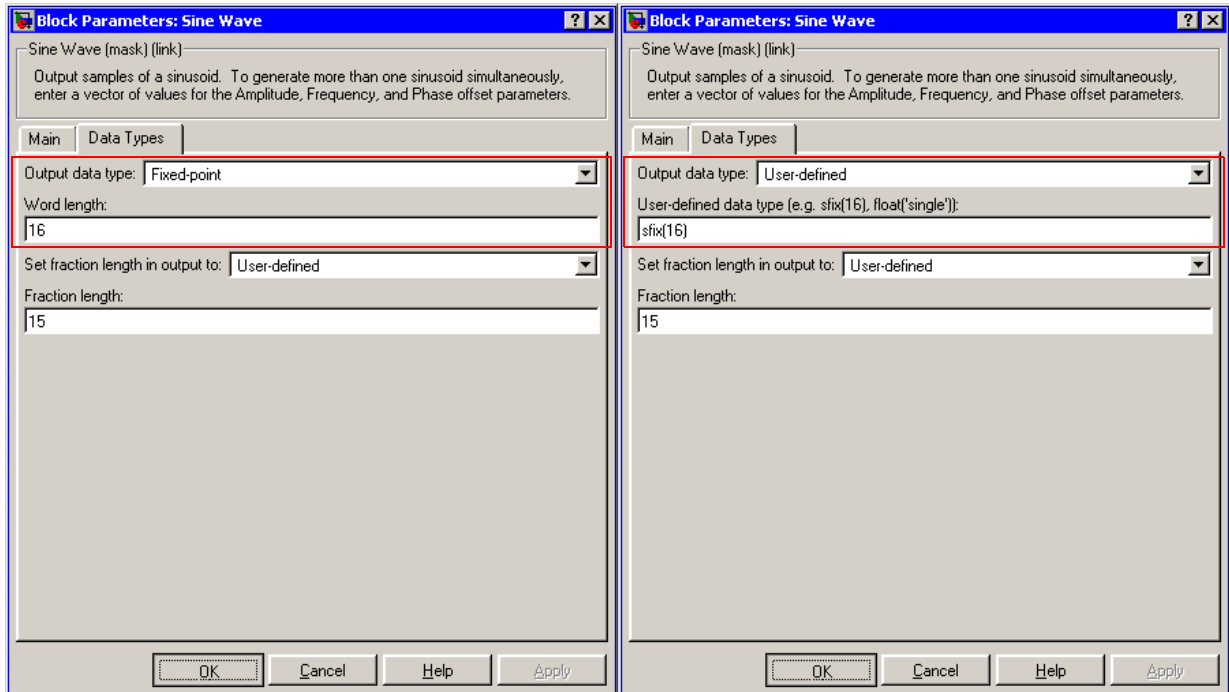 Block Parameters: Sine Wave
Sine Wave (mask) (link)
Output samples of a sinusoid. To generate more than one sinusoid simultaneously,
enter a vector of values for the Amplitude, Frequency, and Phase offset parameters.
Main Data Types
Output data type: Fixed-point
Word length:
16
Set fraction length in output to: User-defined
Fraction length:
15
OK Cancel Help Apply
Block Parameters: Sine Wave
Sine Wave (mask) (link)
Output samples of a sinusoid. To generate more than one sinusoid simultaneously,
enter a vector of values for the Amplitude, Frequency, and Phase offset parameters.
Main Data Types
Output data type: User-defined
User-defined data type (e.g. sfix(16), float('single')):
sfix(16)
Set fraction length in output to: User-defined
Fraction length:
15
OK Cancel Help Apply